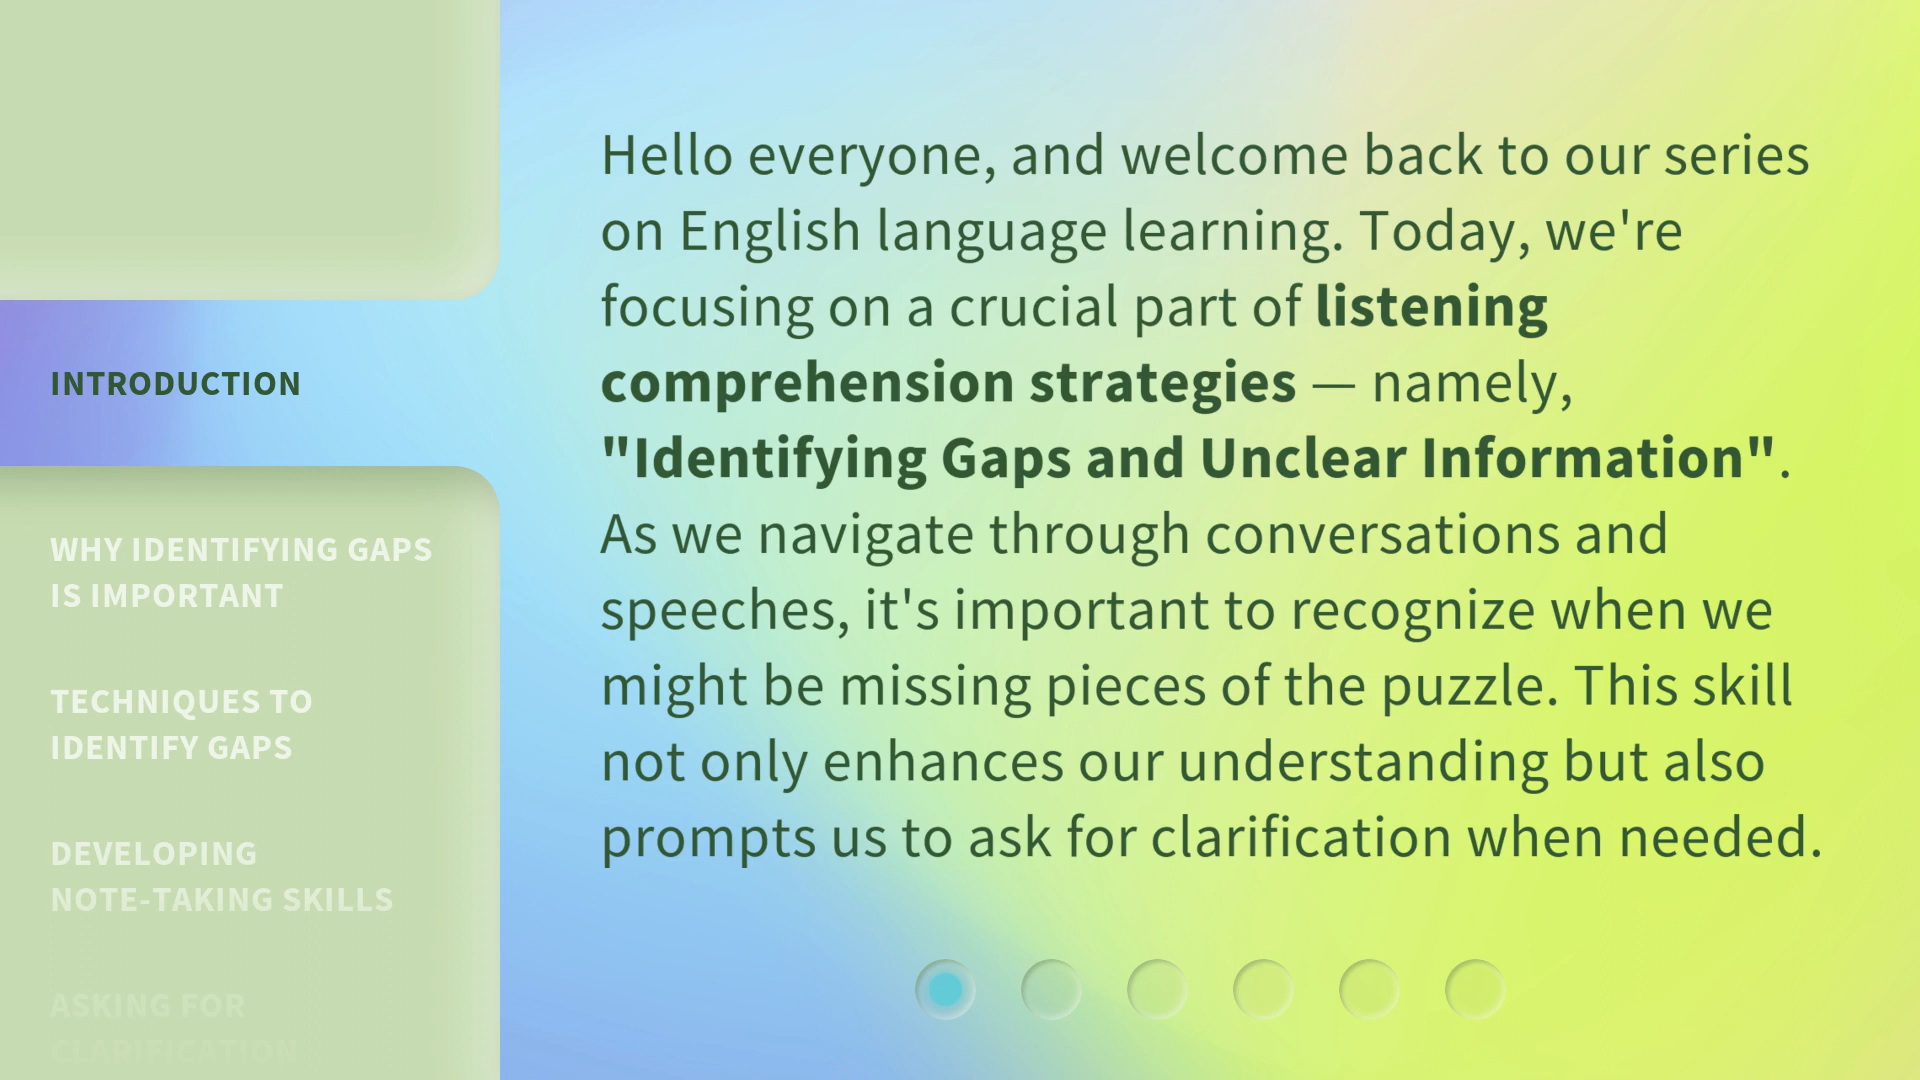 INTRODUCTION
WHY IDENTIFYING GAPS
IS IMPORTANT
TECHNIQUES TO
IDENTIFY GAPS
DEVELOPING
NOTE-TAKING SKILLS
ASKING FOR
CLARIFICATION
Hello everyone, and welcome back to our series
on English language learning. Today, we're
focusing on a crucial part of listening
comprehension strategies — namely,
"Identifying Gaps and Unclear Information".
As we navigate through conversations and
speeches, it's important to recognize when we
might be missing pieces of the puzzle. This skill
not only enhances our understanding but also
prompts us to ask for clarification when needed.